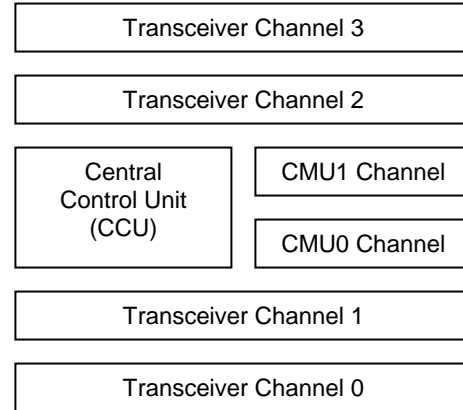 Transceiver Channel 3
Transceiver Channel 2
Central
Control Unit
(CCU)
CMU1 Channel
CMU0 Channel
Transceiver Channel 1
Transceiver Channel 0